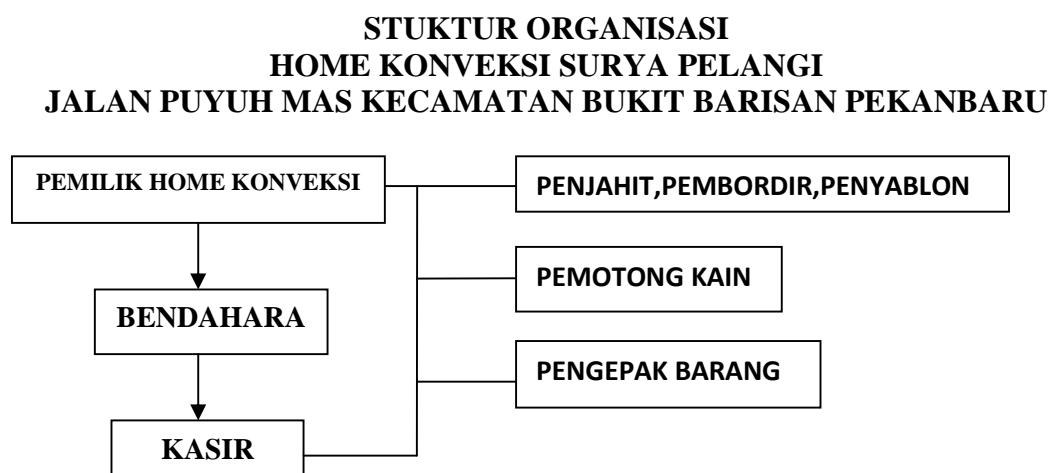 STUKTUR ORGANISASI
HOME KONVEKSI SURYA PELANGI
JALAN PUYUH MAS KECAMATAN BUKIT BARISAN PEKANBARU
PEMILIK HOME KONVEKSI
PENJAHIT,PEMBORDIR,PENYABLON
PEMOTONG KAIN
BENDAHARA
PENGEPAK BARANG
KASIR